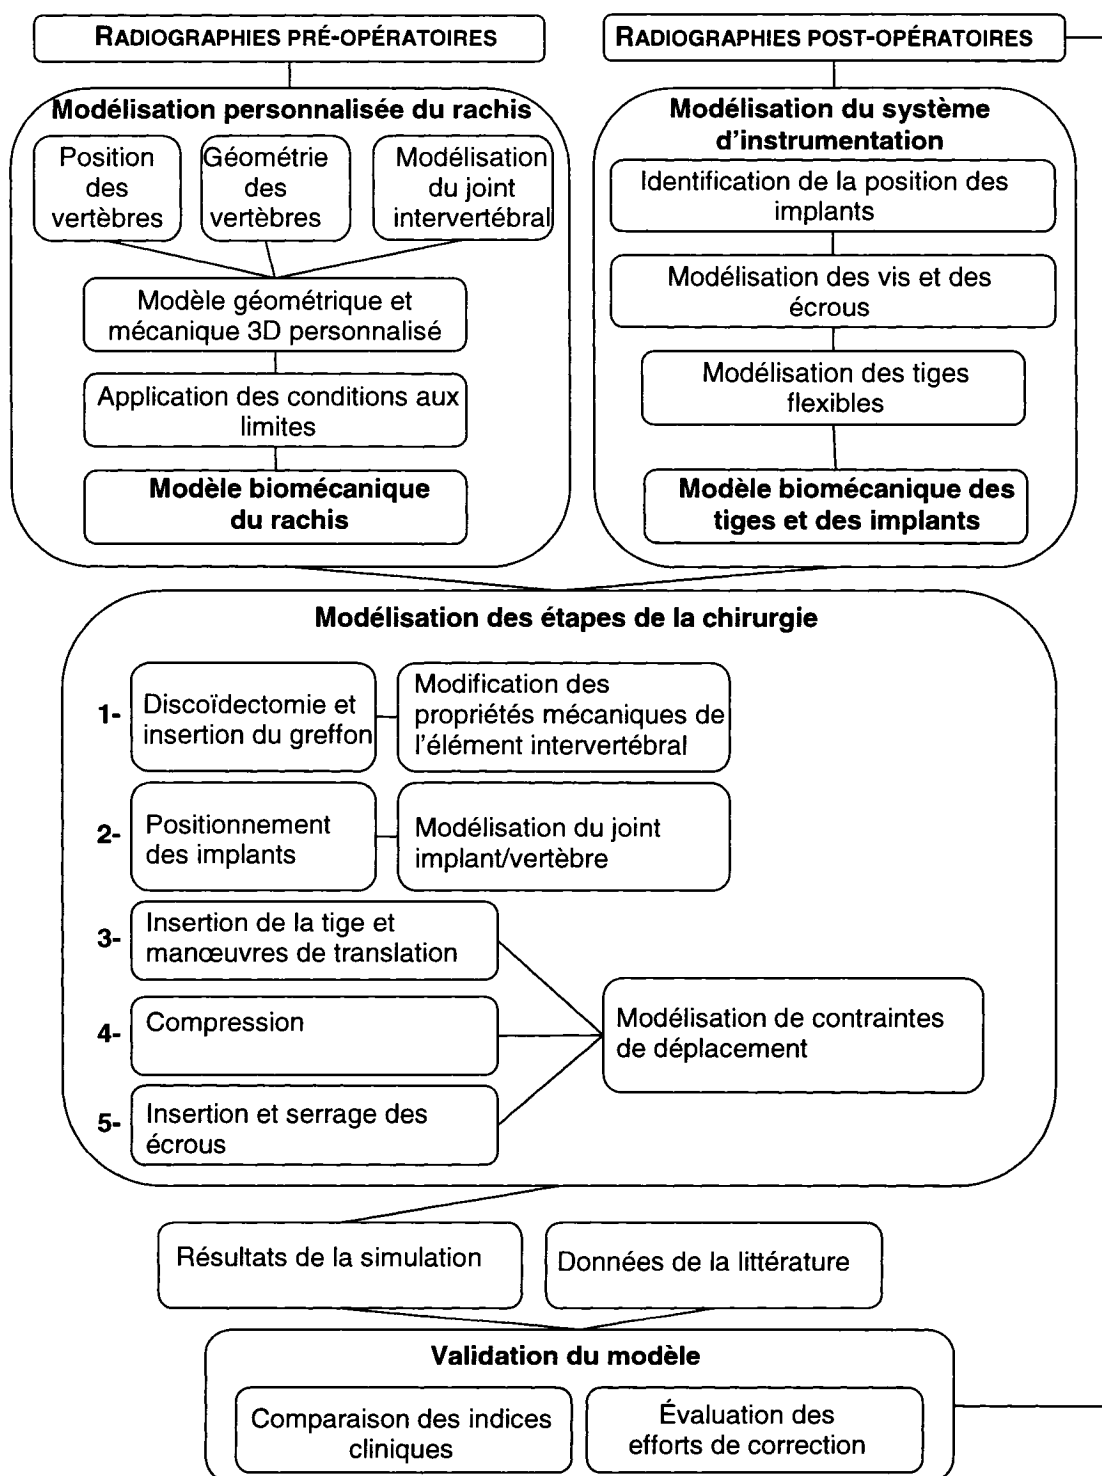 RADIOGRAPHIES PRÉ-OPÉRATOIRES
RADIOGRAPHIES POST-OPÉRATOIRES
Modélisation personnalisée du rachis
Position
des
vertèbres
Géométrie
des
vertèbres
Modélisation
du joint
intervertébral
Modèle géométrique et
mécanique 3D personnalisé
Application des conditions aux
limites
Modèle biomécanique
du rachis
Modélisation du système
d'instrumentation
Identification de la position des
implants
Modélisation des vis et des
écrous
Modélisation des tiges
flexibles
Modèle biomécanique des
tiges et des implants
Modélisation des étapes de la chirurgie
1-
Discoïdectomie et
insertion du greffon
Modification des
propriétés mécaniques de
l'élément intervertébral
2-
Positionnement
des implants
Modélisation du joint
implant/vertèbre
3-
Insertion de la tige et
manœuvres de translation
4-
Compression
5-
Insertion et serrage des
écrous
Modélisation de contraintes
de déplacement
Résultats de la simulation
Données de la littérature
Validation du modèle
Comparaison des indices
cliniques
Évaluation des
efforts de correction